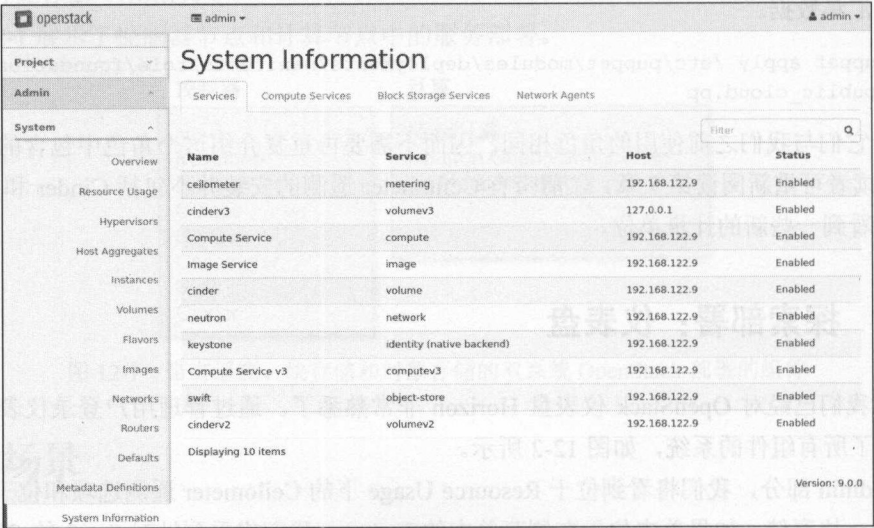 openstack
admin
admin
System Information
Project
Admin
System
Overview
Resource Usage
Hypervisors
Host Aggregates
Instances
Volumes
Flavors
Images
Networks
Routers
Defaults
Metadata Definitions
System Information
Services Compute Services Block Storage Services Network Agents
Filter
Name Service Host Status
ceilometer metering 192.168.122.9 Enabled
cinderv3 volumev3 127.0.0.1 Enabled
Compute Service compute 192.168.122.9 Enabled
Image Service image 192.168.122.9 Enabled
cinder volume 192.168.122.9 Enabled
neutron network 192.168.122.9 Enabled
keystone identity (native backend) 192.168.122.9 Enabled
Compute Service v3 computev3 192.168.122.9 Enabled
swift object-store 192.168.122.9 Enabled
cinderv2 volumev2 192.168.122.9 Enabled
Displaying 10 items
Version: 9.0.0